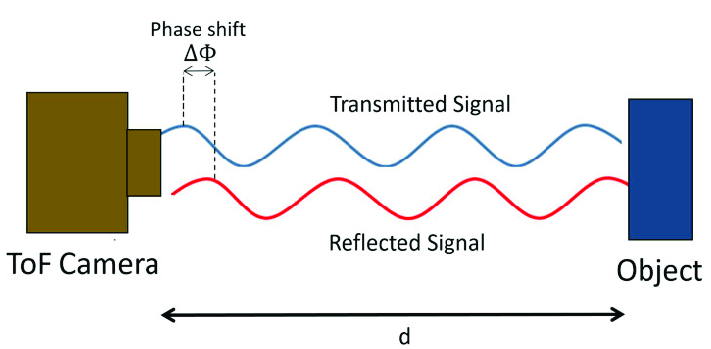 Phase shift
ΔΦ
Transmitted Signal
Reflected Signal
ToF Camera
Object
d